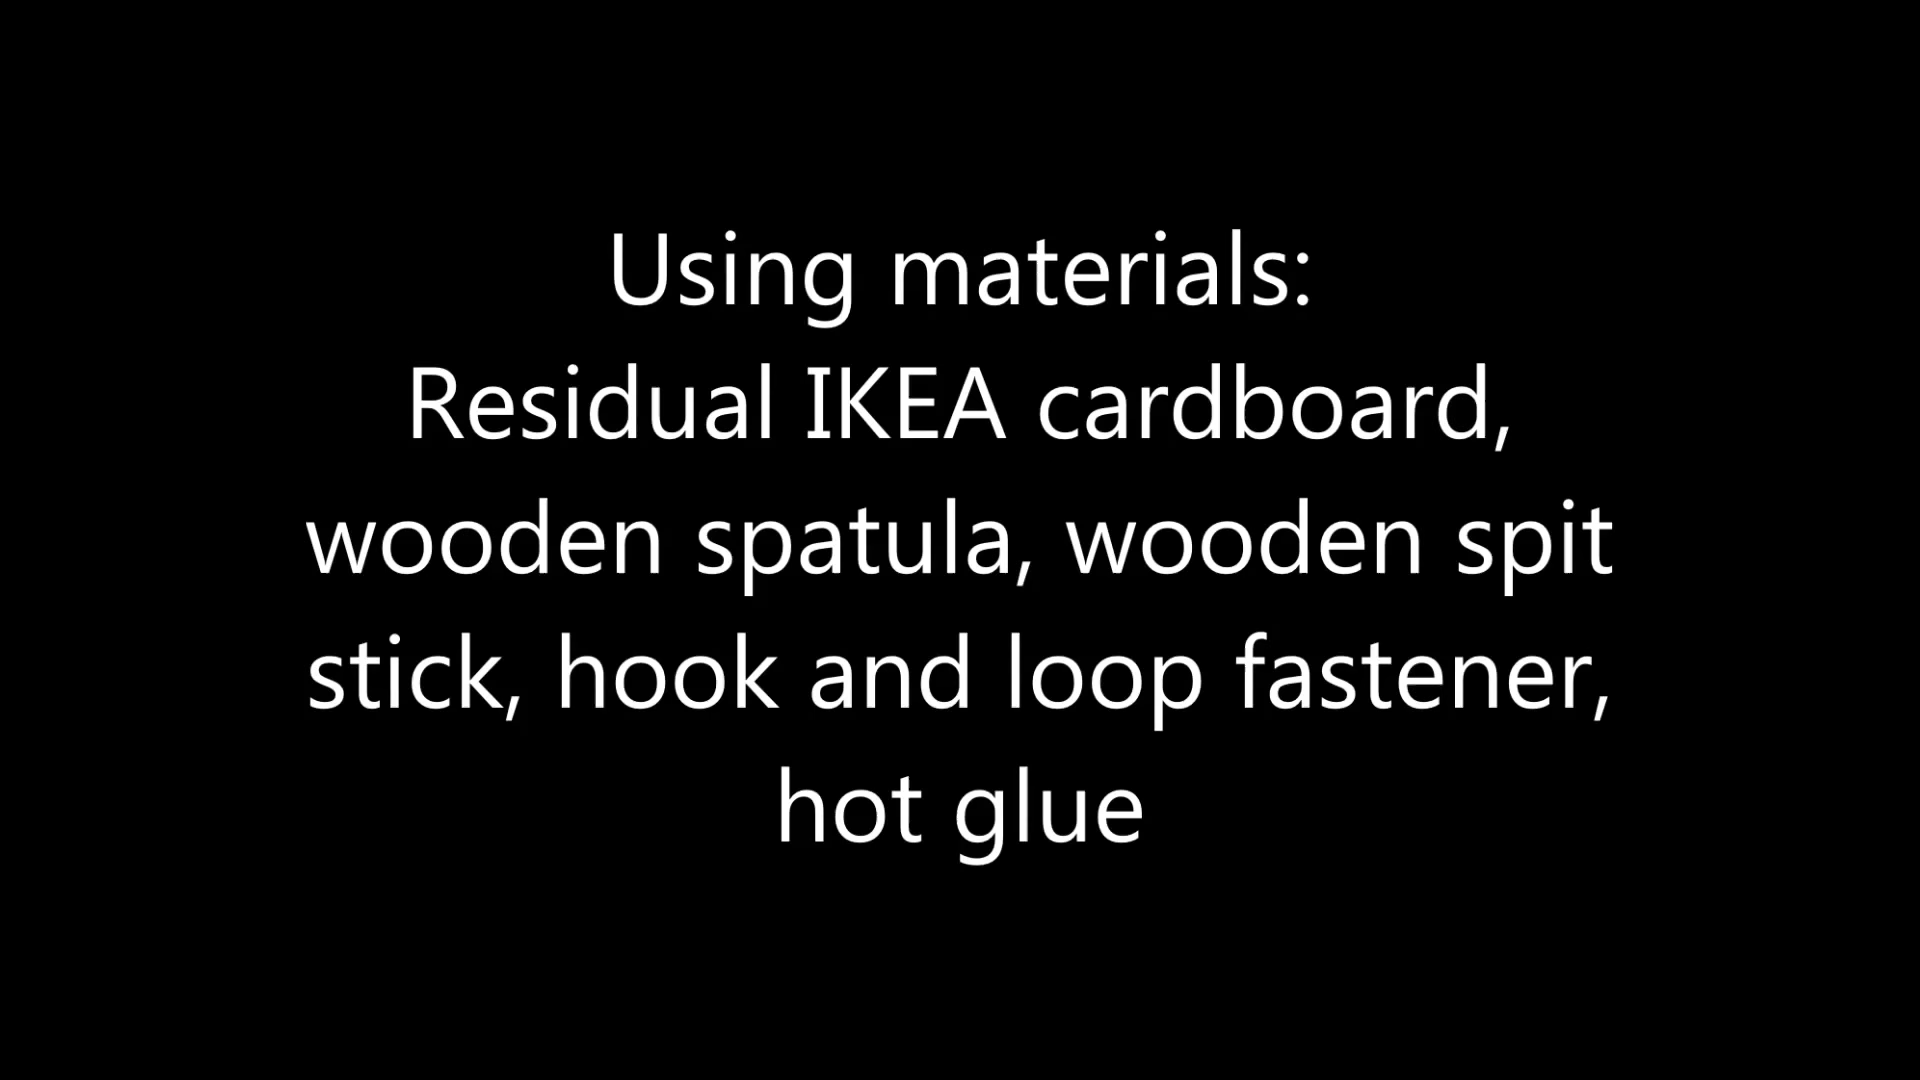 Using materials:
Residual IKEA cardboard,
wooden spatula, wooden spit
stick, hook and loop fastener,
hot glue